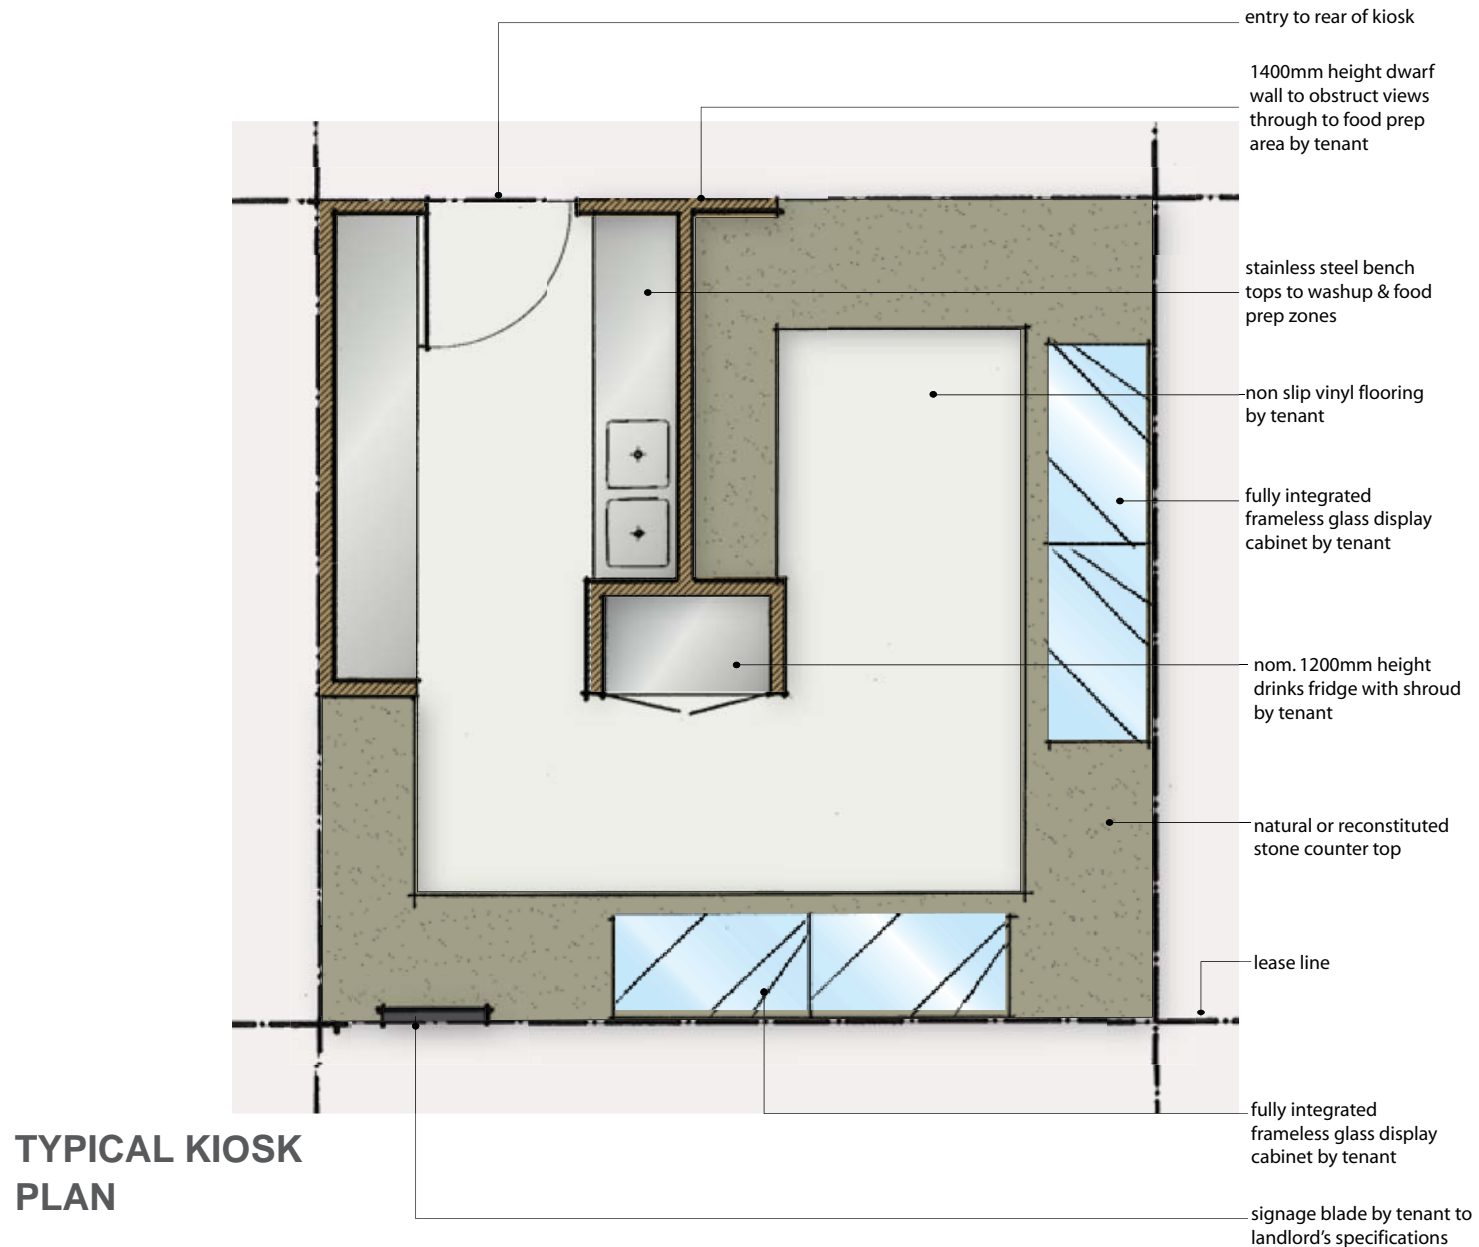 entry to rear of kiosk
1400mm height dwarf
wall to obstruct views
through to food prep
area by tenant
stainless steel bench
tops to washup & food
prep zones
non slip vinyl flooring
by tenant
fully integrated
frameless glass display
cabinet by tenant
nom. 1200mm height
drinks fridge with shroud
by tenant
natural or reconstituted
stone counter top
lease line
fully integrated
frameless glass display
cabinet by tenant
signage blade by tenant to
landlord's specifications
TYPICAL KIOSK
PLAN